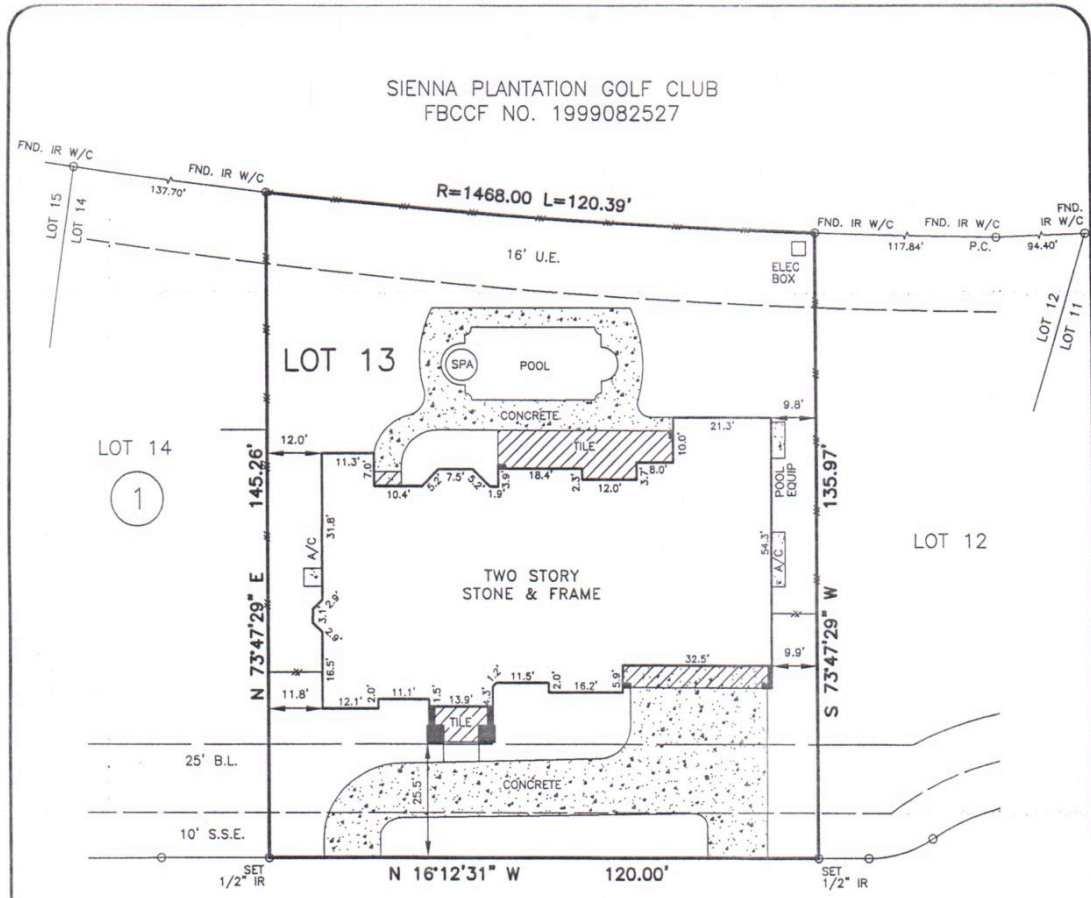 SIENNA PLANTATION GOLF CLUB
FBCCF NO. 1999082527
FND. IR W/C
137.70'
FND. IR W/C
R=1468.00 L=120.39'
FND. IR W/C
FND. IR W/C
FND.
IR W/C
117.84'
P.C.
94.40'
LOT 15
LOT 14
LOT 12
LOT 11
16' U.E.
ELEC
BOX
LOT 13
SPA
POOL
CONCRETE
TILE
9.8'
21.3'
10.0'
LOT 14
1
12.0'
11.3'
7.0'
10.4'
5.2'
7.5'
5.2'
1.9'
3.9'
18.4'
2.3'
12.0'
3.7'
8.0'
POOL
EQUIP
N 73°47'29" E 145.26'
S 73°47'29" W 135.97'
31.8'
A/C
54.3'
A/C
LOT 12
TWO STORY
STONE & FRAME
2.9'
3.1'
2.9'
16.5'
11.8'
12.1'
2.0'
11.1'
1.5'
13.9'
4.3'
1.2'
11.5'
2.0'
16.2'
5.9'
32.5'
9.9'
TILE
25' B.L.
25.5'
CONCRETE
10' S.S.E.
SET
1/2" IR
N 16°12'31" W 120.00'
SET
1/2" IR